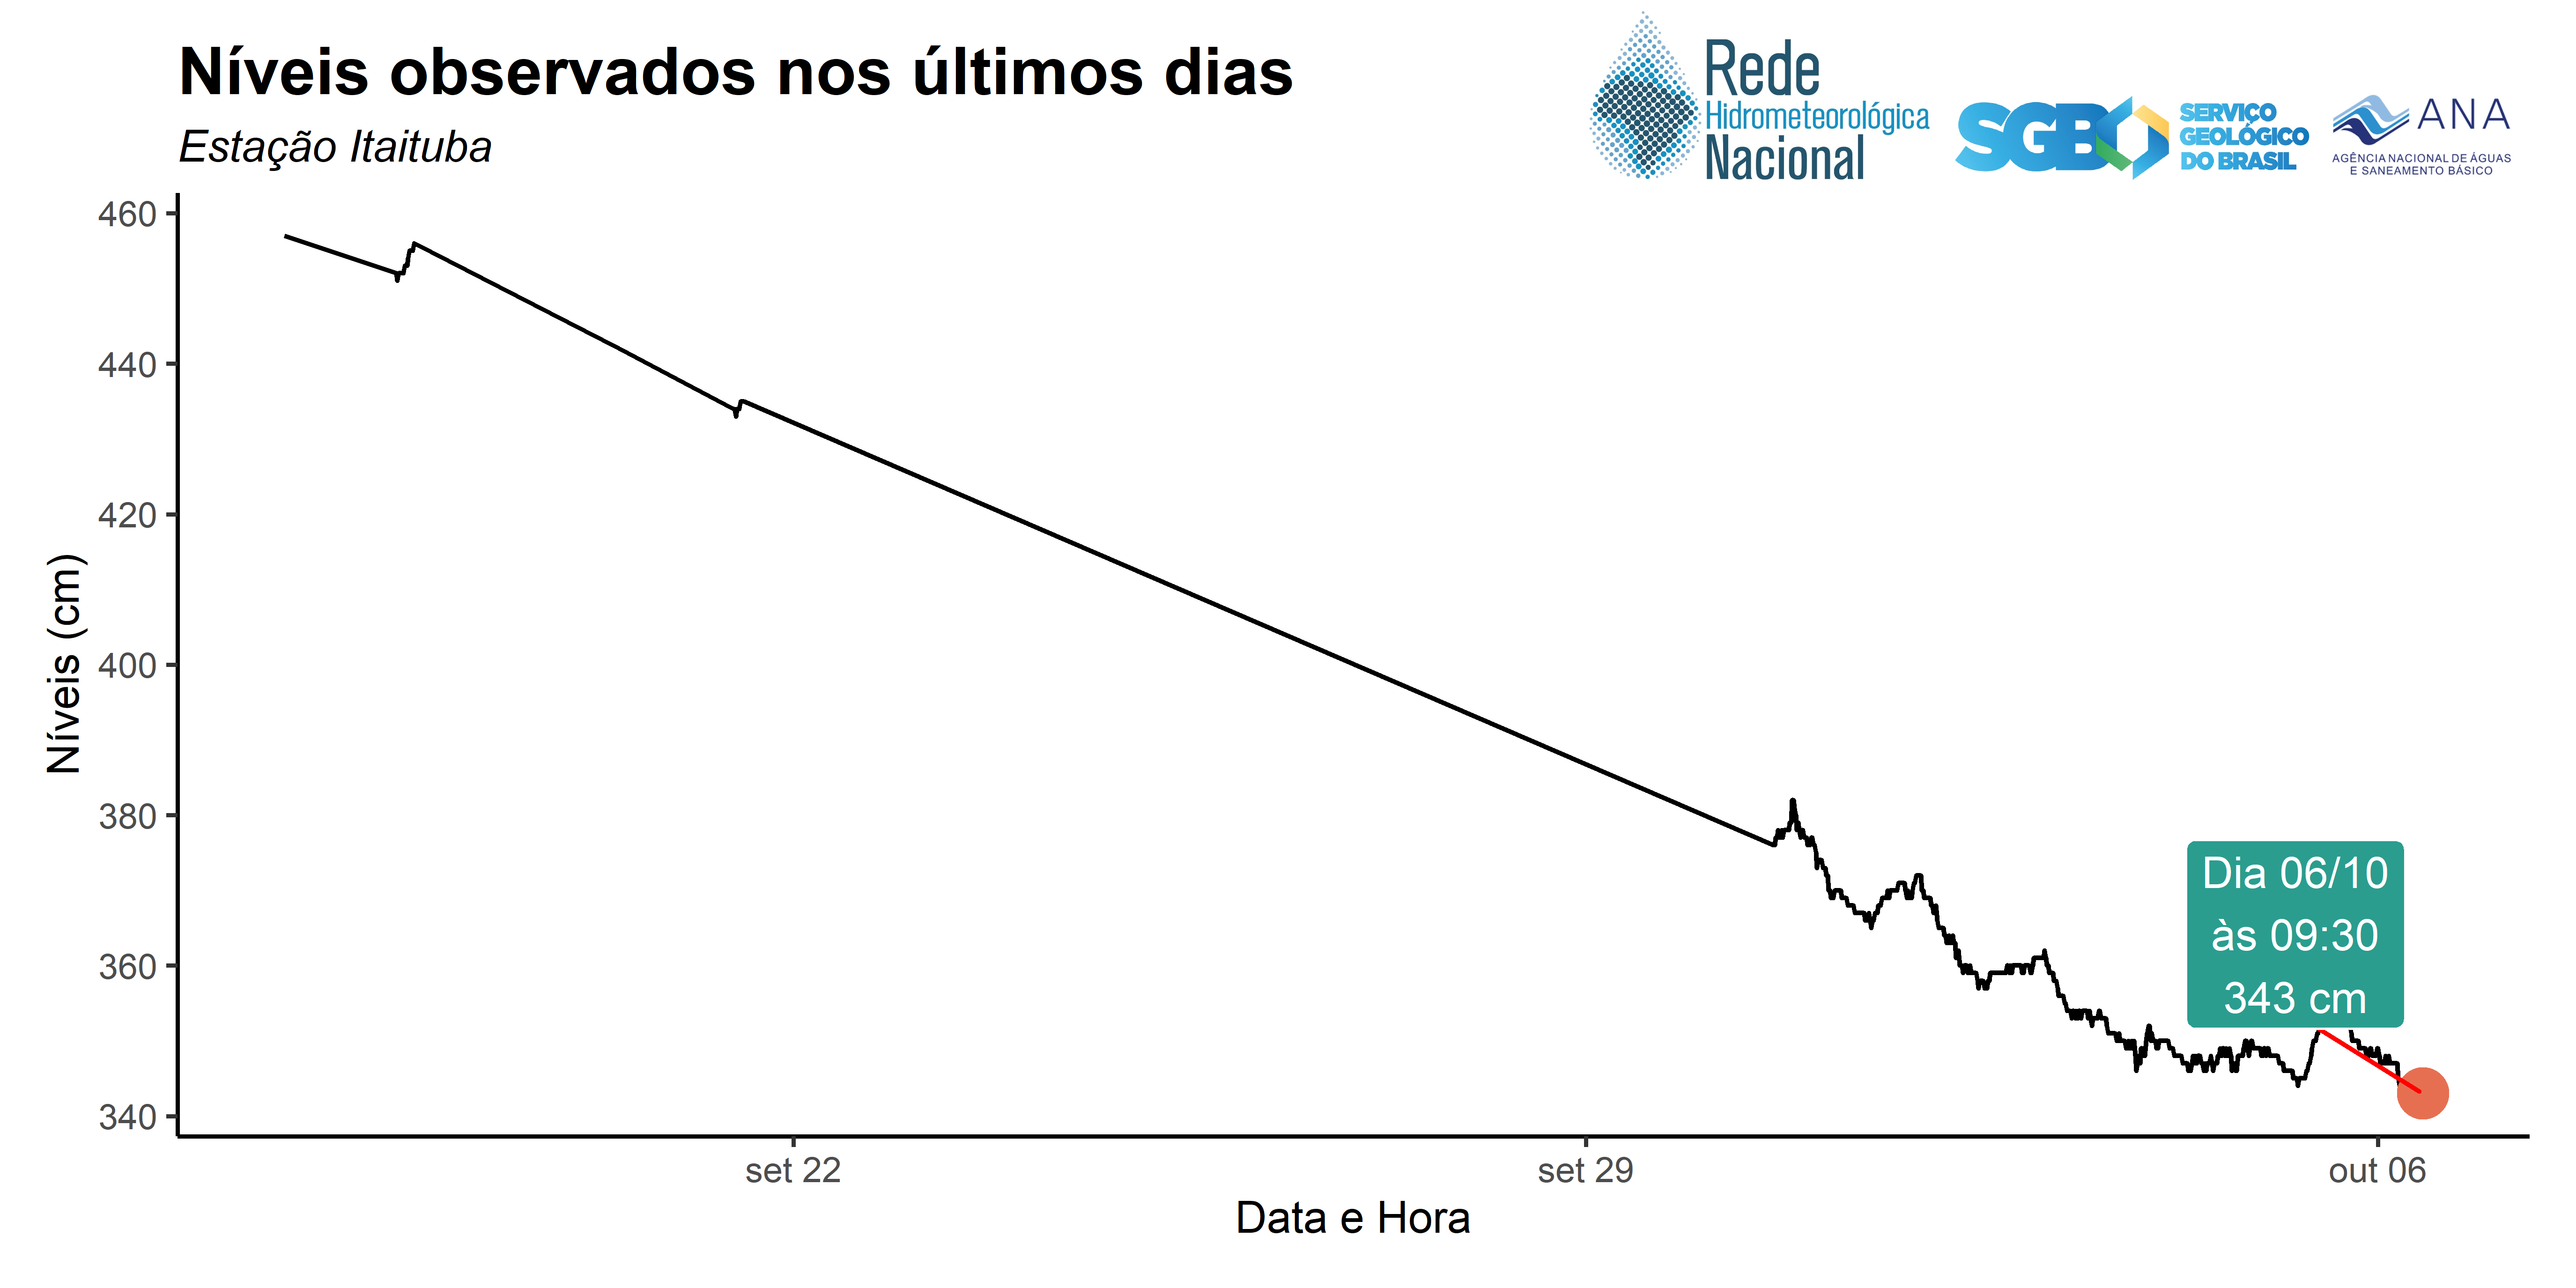 Níveis observados nos últimos dias
Estação Itaituba
Rede
Hidrometeorológica
Nacional
SGB
SERVIÇO
GEOLÓGICO
DO BRASIL
ANA
AGÊNCIA NACIONAL DE ÁGUAS
E SANEAMENTO BÁSICO
Níveis (cm)
460
440
420
400
380
360
340
Dia 06/10
às 09:30
343 cm
set 22
set 29
out 06
Data e Hora